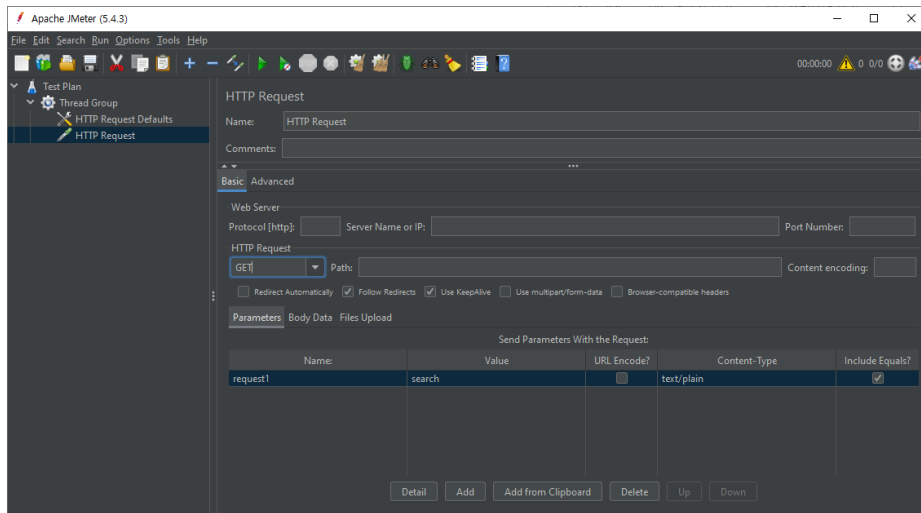 Apache JMeter (5.4.3)
File Edit Search Run Options Tools Help
00:00:00 0 0/0
Test Plan
Thread Group
HTTP Request Defaults
HTTP Request
HTTP Request
Name: HTTP Request
Comments:
Basic Advanced
Web Server
Protocol [http]: Server Name or IP: Port Number:
HTTP Request
GET Path: Content encoding:
Redirect Automatically Follow Redirects Use KeepAlive Use multipart/form-data Browser-compatible headers
Parameters Body Data Files Upload
Send Parameters With the Request:
Name: Value URL Encode? Content-Type Include Equals?
request1 search text/plain
Detail Add Add from Clipboard Delete Up Down